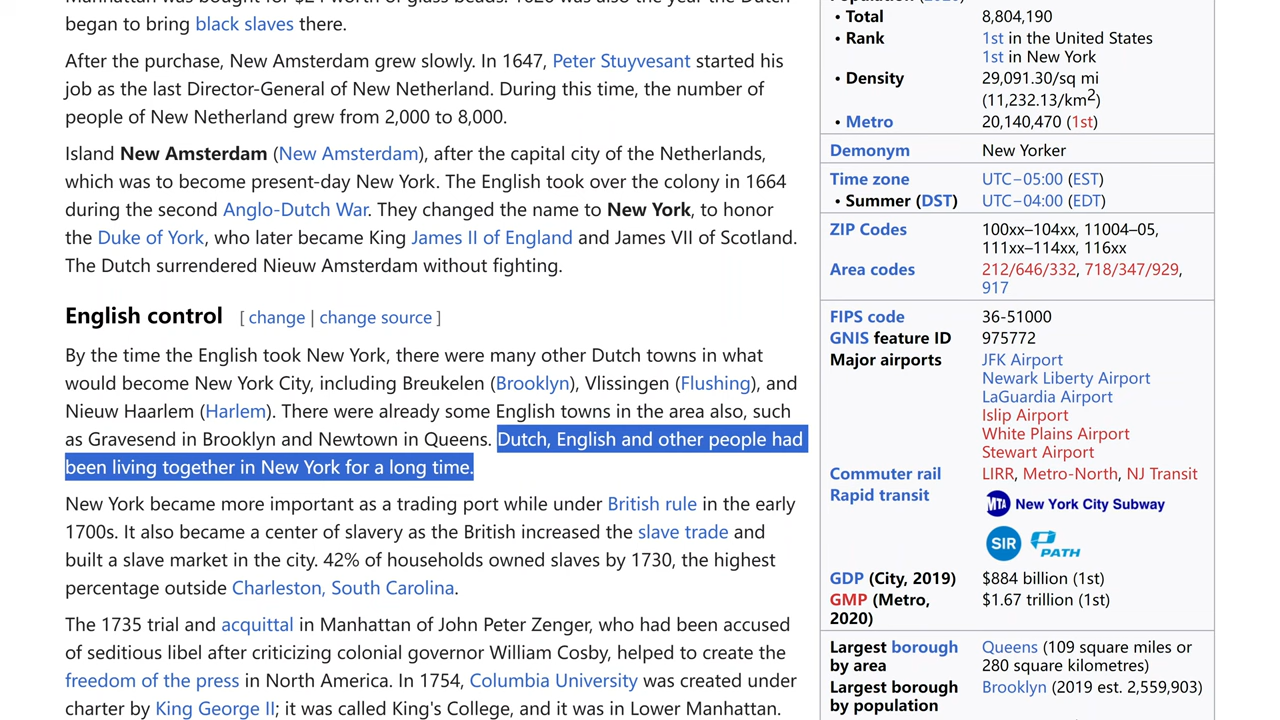 began to bring black slaves there.
After the purchase, New Amsterdam grew slowly. In 1647, Peter Stuyvesant started his
job as the last Director-General of New Netherland. During this time, the number of
people of New Netherland grew from 2,000 to 8,000.
Island New Amsterdam (New Amsterdam), after the capital city of the Netherlands,
which was to become present-day New York. The English took over the colony in 1664
during the second Anglo-Dutch War. They changed the name to New York, to honor
the Duke of York, who later became King James II of England and James VII of Scotland.
The Dutch surrendered Nieuw Amsterdam without fighting.
English control [ change | change source ]
By the time the English took New York, there were many other Dutch towns in what
would become New York City, including Breukelen (Brooklyn), Vlissingen (Flushing), and
Nieuw Haarlem (Harlem). There were already some English towns in the area also, such
as Gravesend in Brooklyn and Newtown in Queens. Dutch, English and other people had
been living together in New York for a long time.
New York became more important as a trading port while under British rule in the early
1700s. It also became a center of slavery as the British increased the slave trade and
built a slave market in the city. 42% of households owned slaves by 1730, the highest
percentage outside Charleston, South Carolina.
The 1735 trial and acquittal in Manhattan of John Peter Zenger, who had been accused
of seditious libel after criticizing colonial governor William Cosby, helped to create the
freedom of the press in North America. In 1754, Columbia University was created under
charter by King George II; it was called King's College, and it was in Lower Manhattan.
• Total 8,804,190
• Rank 1st in the United States
1st in New York
• Density 29,091.30/sq mi
(11,232.13/km2)
• Metro 20,140,470 (1st)
Demonym New Yorker
Time zone UTC−05:00 (EST)
• Summer (DST) UTC−04:00 (EDT)
ZIP Codes 100xx–104xx, 11004–05,
111xx–114xx, 116xx
Area codes 212/646/332, 718/347/929,
917
FIPS code 36-51000
GNIS feature ID 975772
Major airports JFK Airport
Newark Liberty Airport
LaGuardia Airport
Islip Airport
White Plains Airport
Stewart Airport
Commuter rail LIRR, Metro-North, NJ Transit
Rapid transit MTA New York City Subway
SIR PATH
GDP (City, 2019) $884 billion (1st)
GMP (Metro, $1.67 trillion (1st)
2020)
Largest borough Queens (109 square miles or
by area 280 square kilometres)
Largest borough Brooklyn (2019 est. 2,559,903)
by population